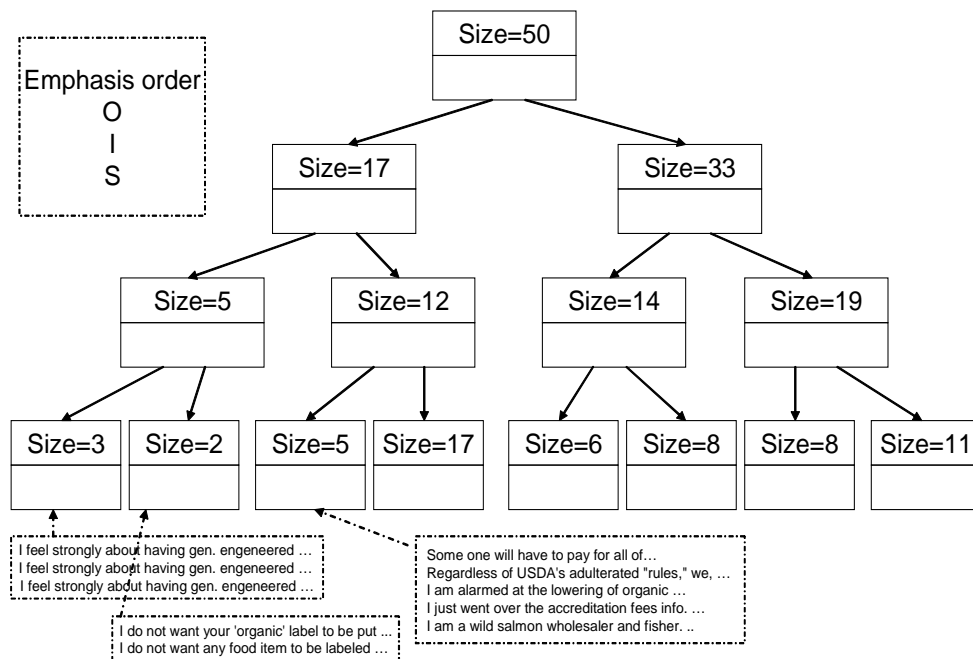 Size=50
Emphasis order
O
I
S
Size=17
Size=33
Size=5
Size=12
Size=14
Size=19
Size=3
Size=2
Size=5
Size=17
Size=6
Size=8
Size=8
Size=11
I feel strongly about having gen. engeneered …
I feel strongly about having gen. engeneered …
I feel strongly about having gen. engeneered …
Some one will have to pay for all of…
Regardless of USDA's adulterated "rules," we, …
I am alarmed at the lowering of organic …
I just went over the accreditation fees info. …
I am a wild salmon wholesaler and fisher. ..
I do not want your 'organic' label to be put ...
I do not want any food item to be labeled …